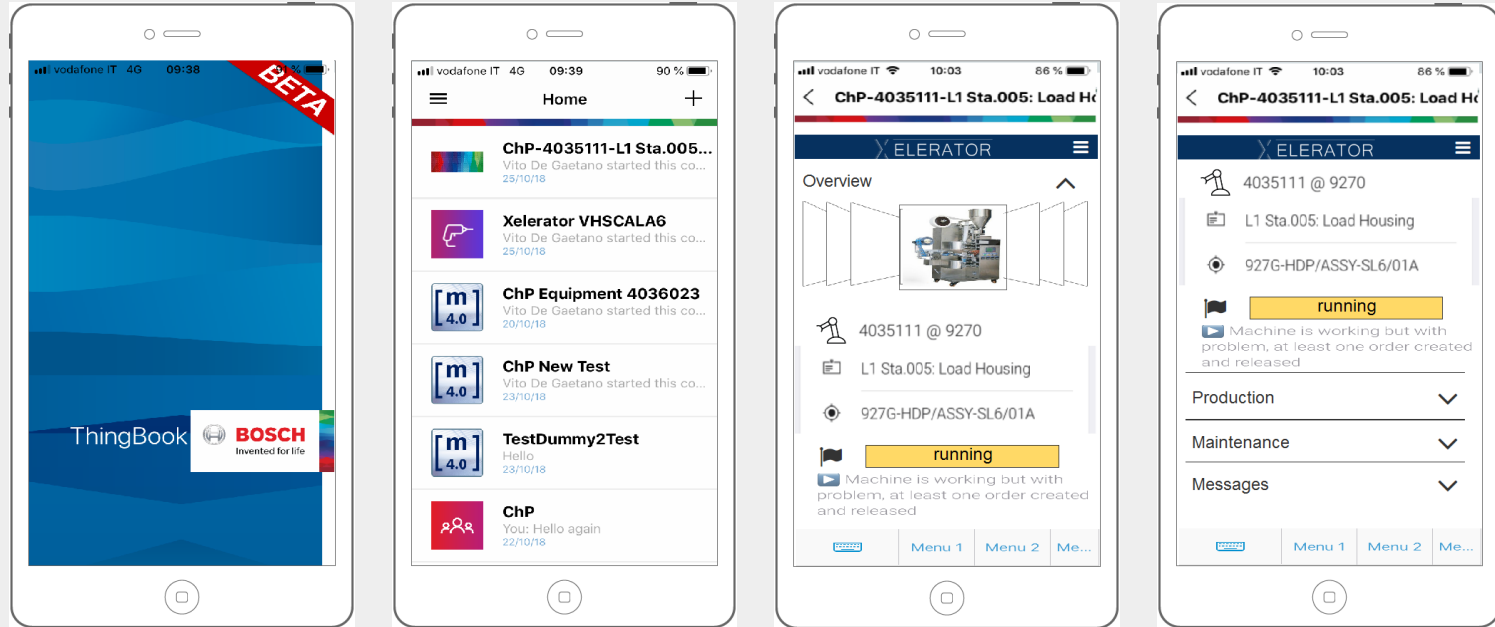 vodafone IT 4G 09:38
BETA
ThingBook
BOSCH
Invented for life
vodafone IT 4G 09:39 90 %
Home
ChP-4035111-L1 Sta.005...
Vito De Gaetano started this co...
25/10/18
Xelerator VHSCALA6
Vito De Gaetano started this co...
25/10/18
[m]
4.0
ChP Equipment 4036023
Vito De Gaetano started this co...
20/10/18
[m]
4.0
ChP New Test
Vito De Gaetano started this co...
23/10/18
[m]
4.0
TestDummy2Test
Hello
23/10/18
ChP
You: Hello again
22/10/18
vodafone IT 10:03 86 %
ChP-4035111-L1 Sta.005: Load Ho
XELERATOR
Overview
4035111 @ 9270
L1 Sta.005: Load Housing
927G-HDP/ASSY-SL6/01A
running
Machine is working but with
problem, at least one order created
and released
Menu 1 Menu 2 Me...
vodafone IT 10:03 86 %
ChP-4035111-L1 Sta.005: Load Ho
XELERATOR
4035111 @ 9270
L1 Sta.005: Load Housing
927G-HDP/ASSY-SL6/01A
running
Machine is working but with
problem, at least one order created
and released
Production
Maintenance
Messages
Menu 1 Menu 2 Me...